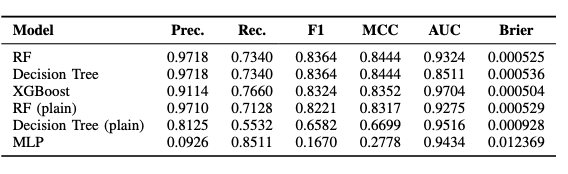 Model Prec. Rec. F1 MCC AUC Brier
RF 0.9718 0.7340 0.8364 0.8444 0.9324 0.000525
Decision Tree 0.9718 0.7340 0.8364 0.8444 0.8511 0.000536
XGBoost 0.9114 0.7660 0.8324 0.8352 0.9704 0.000504
RF (plain) 0.9710 0.7128 0.8221 0.8317 0.9275 0.000529
Decision Tree (plain) 0.8125 0.5532 0.6582 0.6699 0.9516 0.000928
MLP 0.0926 0.8511 0.1670 0.2778 0.9434 0.012369